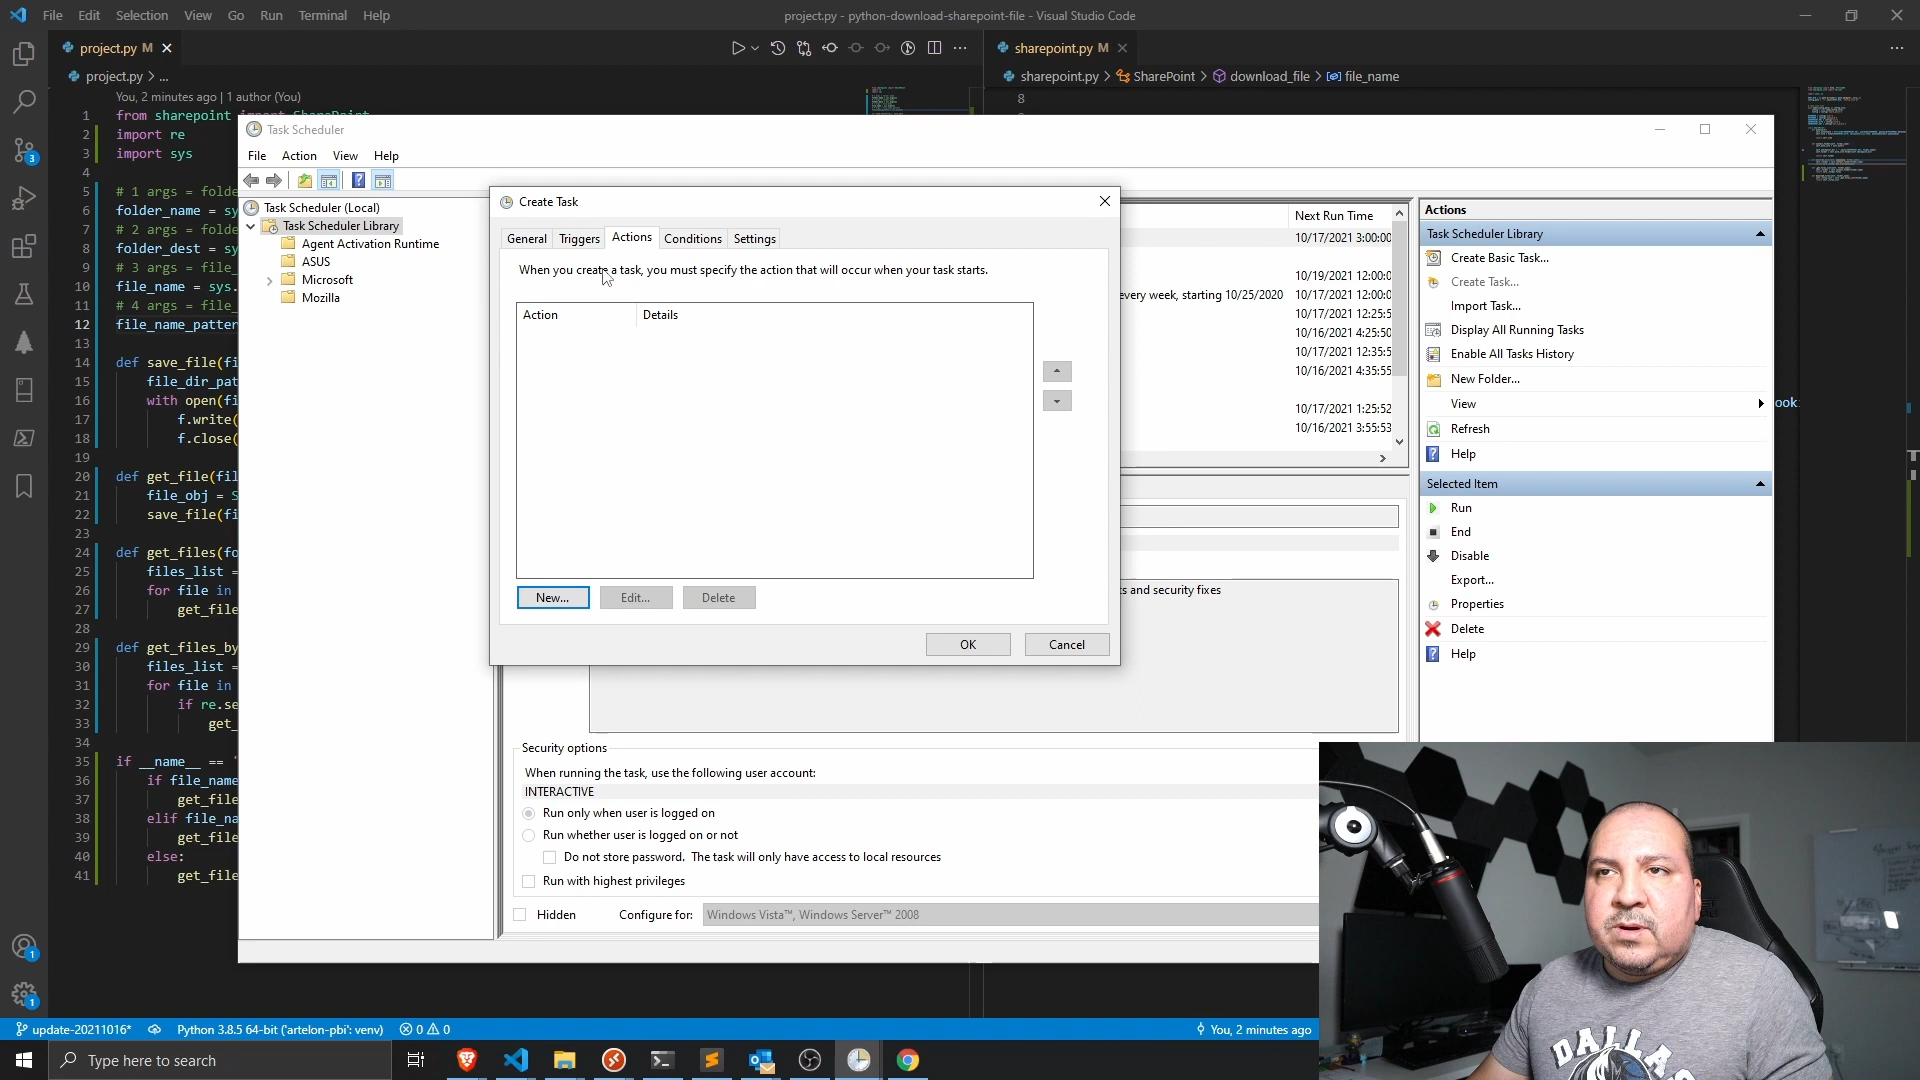 File Edit Selection View Go Run Terminal Help
project.py - python-download-sharepoint-file - Visual Studio Code
project.py M
sharepoint.py M
project.py > ...
sharepoint.py > SharePoint > download_file > file_name
You, 2 minutes ago | 1 author (You)
1 from sharepoint import SharePoint
2 import re
3 import sys
4
5 # 1 args = folde
6 folder_name = sy
7 # 2 args = folde
8 folder_dest = sy
9 # 3 args = file_
10 file_name = sys.
11 # 4 args = file_
12 file_name_patter
13
14 def save_file(fi
15 file_dir_pat
16 with open(fi
17 f.write(
18 f.close(
19
20 def get_file(fil
21 file_obj = S
22 save_file(fi
23
24 def get_files(fo
25 files_list =
26 for file in
27 get_file
28
29 def get_files_by
30 files_list =
31 for file in
32 if re.se
33 get_
34
35 if __name__ == '
36 if file_name
37 get_file
38 elif file_na
39 get_file
40 else:
41 get_file
8
ook:
Task Scheduler
File Action View Help
Task Scheduler (Local)
Task Scheduler Library
Agent Activation Runtime
ASUS
Microsoft
Mozilla
Create Task
General Triggers Actions Conditions Settings
When you create a task, you must specify the action that will occur when your task starts.
Action Details
New... Edit... Delete
OK Cancel
Next Run Time
10/17/2021 3:00:00
10/19/2021 12:00:0
every week, starting 10/25/2020 10/17/2021 12:00:0
10/17/2021 12:25:5
10/16/2021 4:25:50
10/17/2021 12:35:5
10/16/2021 4:35:55
10/17/2021 1:25:52
10/16/2021 3:55:53
ts and security fixes
Security options
When running the task, use the following user account:
INTERACTIVE
Run only when user is logged on
Run whether user is logged on or not
Do not store password. The task will only have access to local resources
Run with highest privileges
Hidden Configure for: Windows Vista™, Windows Server™ 2008
Actions
Task Scheduler Library
Create Basic Task...
Create Task...
Import Task...
Display All Running Tasks
Enable All Tasks History
New Folder...
View
Refresh
Help
Selected Item
Run
End
Disable
Export...
Properties
Delete
Help
3
1
1
DALLAS
update-20211016* Python 3.8.5 64-bit ('artelon-pbi': venv) 0 0 You, 2 minutes ago
Type here to search